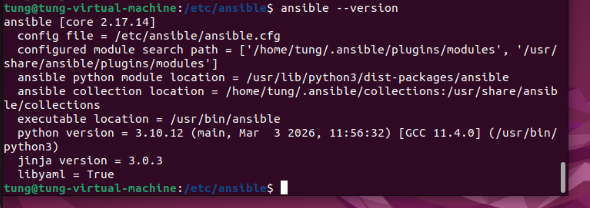 tung@tung-virtual-machine:/etc/ansible$ ansible --version
ansible [core 2.17.14]
  config file = /etc/ansible/ansible.cfg
  configured module search path = ['/home/tung/.ansible/plugins/modules', '/usr/
share/ansible/plugins/modules']
  ansible python module location = /usr/lib/python3/dist-packages/ansible
  ansible collection location = /home/tung/.ansible/collections:/usr/share/ansib
le/collections
  executable location = /usr/bin/ansible
  python version = 3.10.12 (main, Mar  3 2026, 11:56:32) [GCC 11.4.0] (/usr/bin/
python3)
  jinja version = 3.0.3
  libyaml = True
tung@tung-virtual-machine:/etc/ansible$